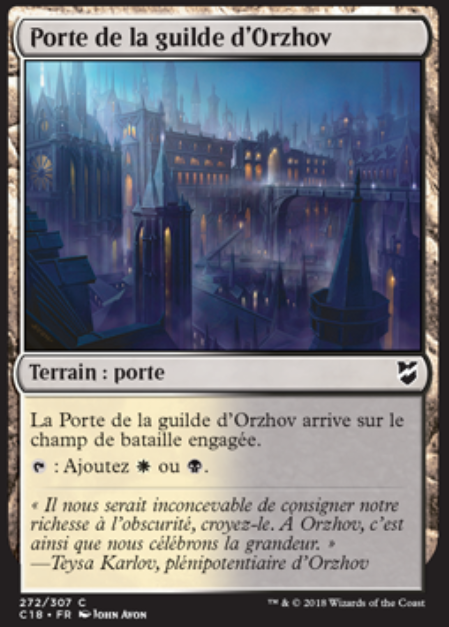 Porte de la guilde d'Orzhov
Terrain : porte
La Porte de la guilde d'Orzhov arrive sur le
champ de bataille engagée.
: Ajoutez ou .
« Il nous serait inconcevable de consigner notre
richesse à l'obscurité, croyez-le. A Orzhov, c'est
ainsi que nous célébrons la grandeur. »
—Teysa Karlov, plénipotentiaire d'Orzhov
272/307 C
C18 • FR John Avon
™ & © 2018 Wizards of the Coast